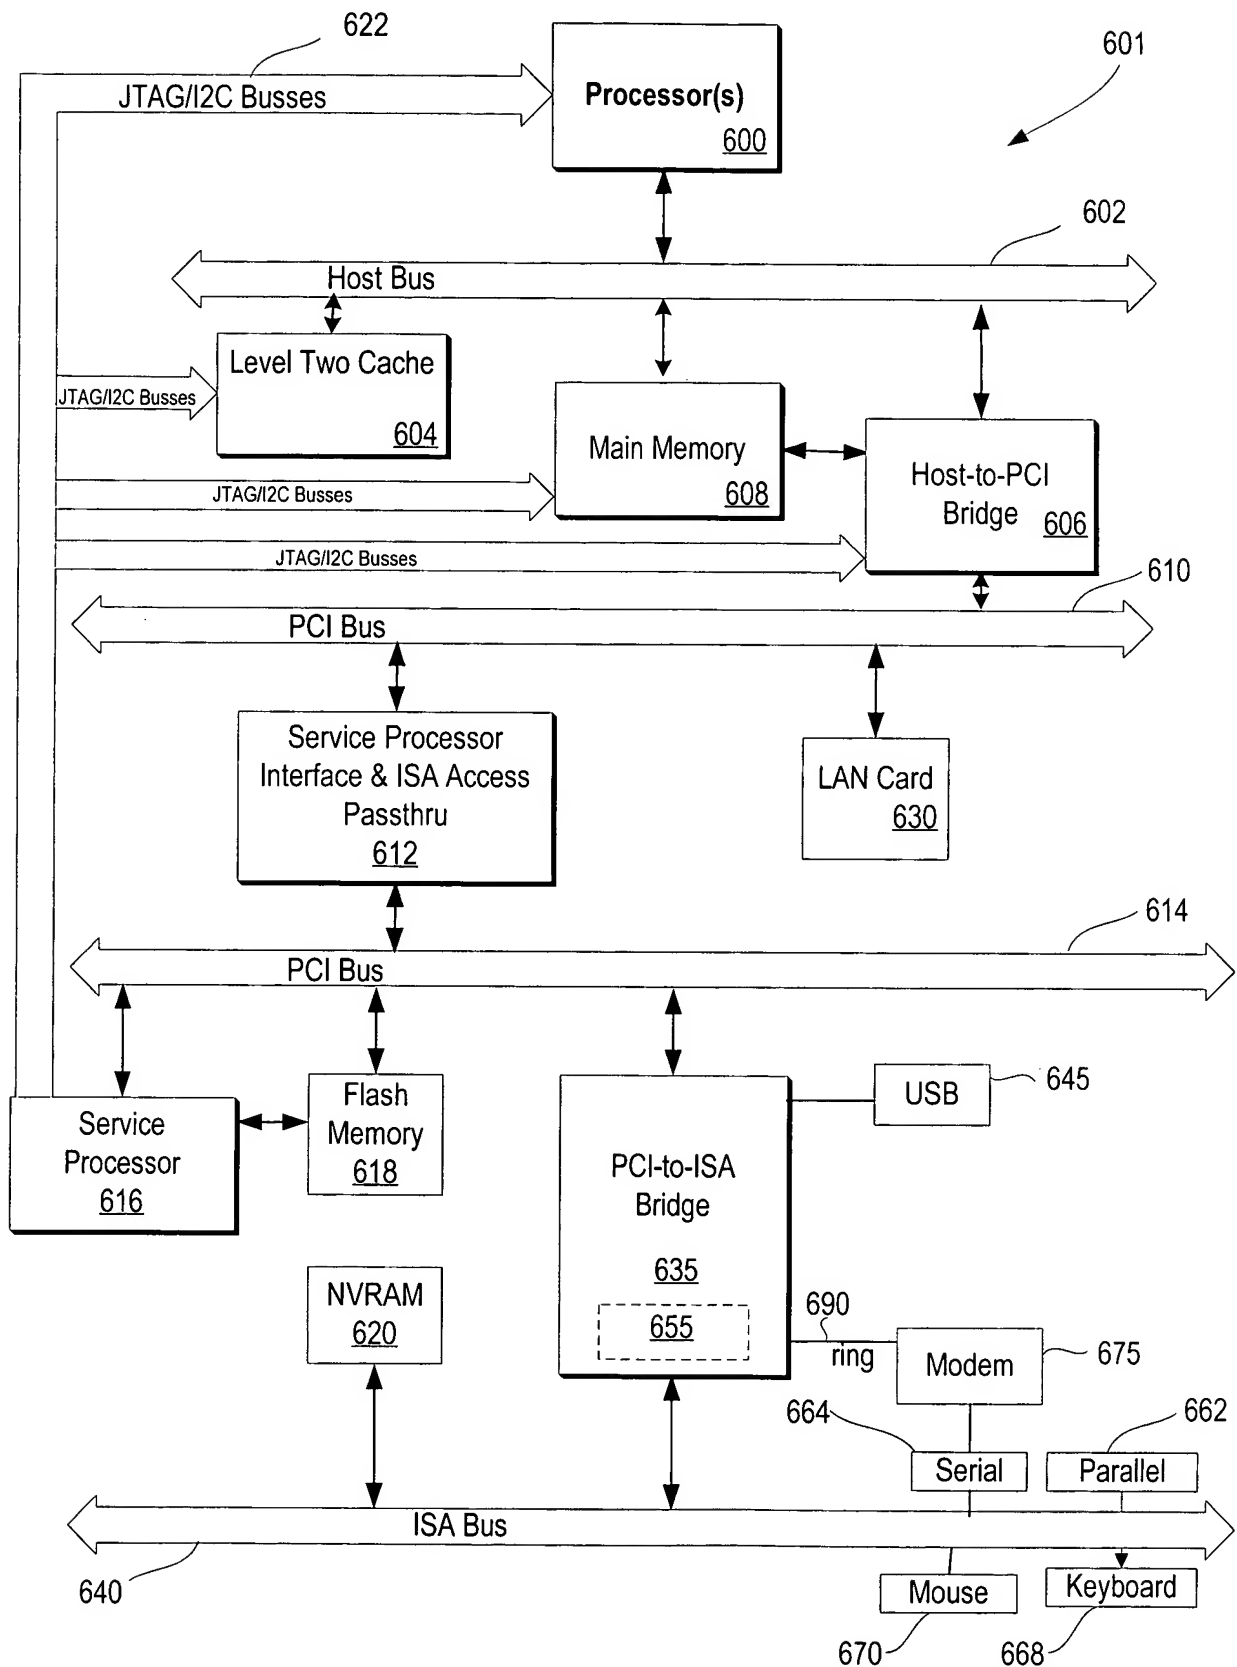 622
601
JTAG/I2C Busses
Processor(s)
600
602
Host Bus
Level Two Cache
604
JTAG/I2C Busses
Main Memory
608
Host-to-PCI
Bridge
606
JTAG/I2C Busses
JTAG/I2C Busses
610
PCI Bus
Service Processor
Interface & ISA Access
Passthru
612
LAN Card
630
614
PCI Bus
Service
Processor
616
Flash
Memory
618
PCI-to-ISA
Bridge
635
655
USB
645
NVRAM
620
690
ring
Modem
675
664
662
Serial
Parallel
ISA Bus
640
Mouse
Keyboard
670
668